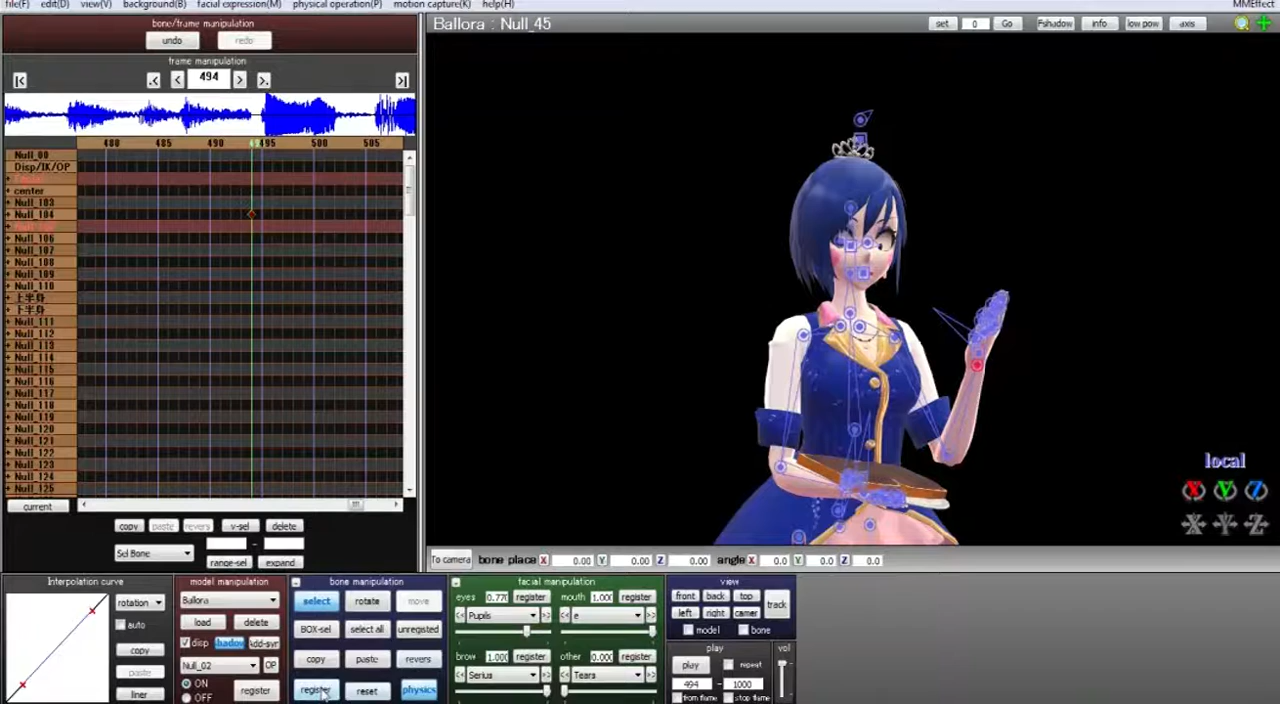 file(F) edit(D) view(V) background(B) facial expression(M) physical operation(P) motion capture(K) help(H) MMEffect
bone/frame manipulation
undo redo
frame manipulation
.< < 494 > >.
480 485 490 495 500 505
Null_00
Disp/IK/OP
center
Null_103
Null_104
Null_106
Null_107
Null_108
Null_109
Null_110
上半身
下半身
Null_111
Null_112
Null_113
Null_114
Null_115
Null_116
Null_117
Null_118
Null_119
Null_120
Null_121
Null_122
Null_123
Null_124
Null_125
current
copy paste revers v-sel delete
Sel Bone -
range-sel expand
Ballora : Null_45
set 0 Go Fshadow info low pow axis
local
X Y Z
X Y Z
To camera bone place X 0.00 Y 0.00 Z 0.00 angle X 0.0 Y 0.0 Z 0.0
Interpolation curve
rotation
auto
copy
paste
liner
model manipulation
Ballora
load delete
disp shadow Add-syn
Null_02 OP
ON
OFF
register
bone manipulation
select rotate move
BOX-sel select all unregisted
copy paste revers
register reset physics
facial manipulation
eyes 0.770 register mouth 1.000 register
<< Pupils >> << e >>
brow 1.000 register other 0.000 register
<< Serius >> << Tears >>
view
front back top
left right camer
track
model bone
play
play repeat
494 - 1000
from flame stop flame
vol